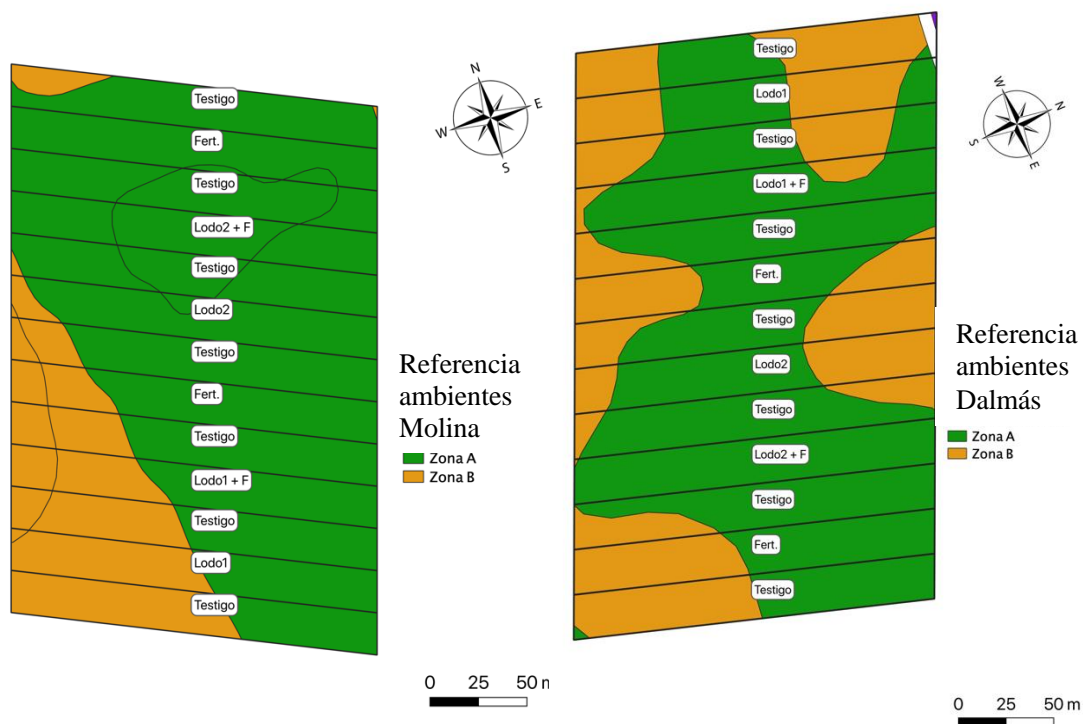 N
E
W
S
Testigo
Fert.
Testigo
Lodo2 + F
Testigo
Lodo2
Testigo
Fert.
Testigo
Lodo1 + F
Testigo
Lodo1
Testigo
Referencia
ambientes
Molina
Zona A
Zona B
0 25 50 m
W
N
S
E
Testigo
Lodo1
Testigo
Lodo1 + F
Testigo
Fert.
Testigo
Lodo2
Testigo
Lodo2 + F
Testigo
Fert.
Testigo
Referencia
ambientes
Dalmás
Zona A
Zona B
0 25 50 m